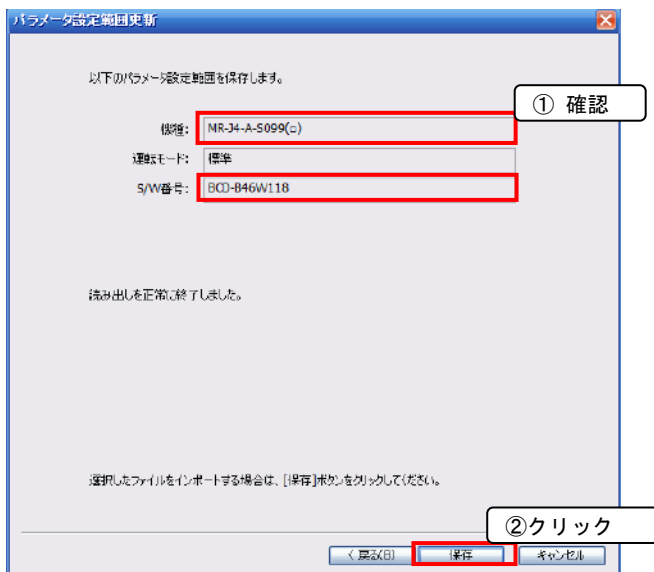 パラメータ設定範囲更新
以下のパラメータ設定範囲を保存します。
① 確認
機種: MR-J4-A-S099(□)
運転モード: 標準
S/W番号: BCD-B46W118
読み出しを正常に終了しました。
選択したファイルをインポートする場合は、[保存]ボタンをクリックしてください。
②クリック
< 戻る(B) 保存 キャンセル